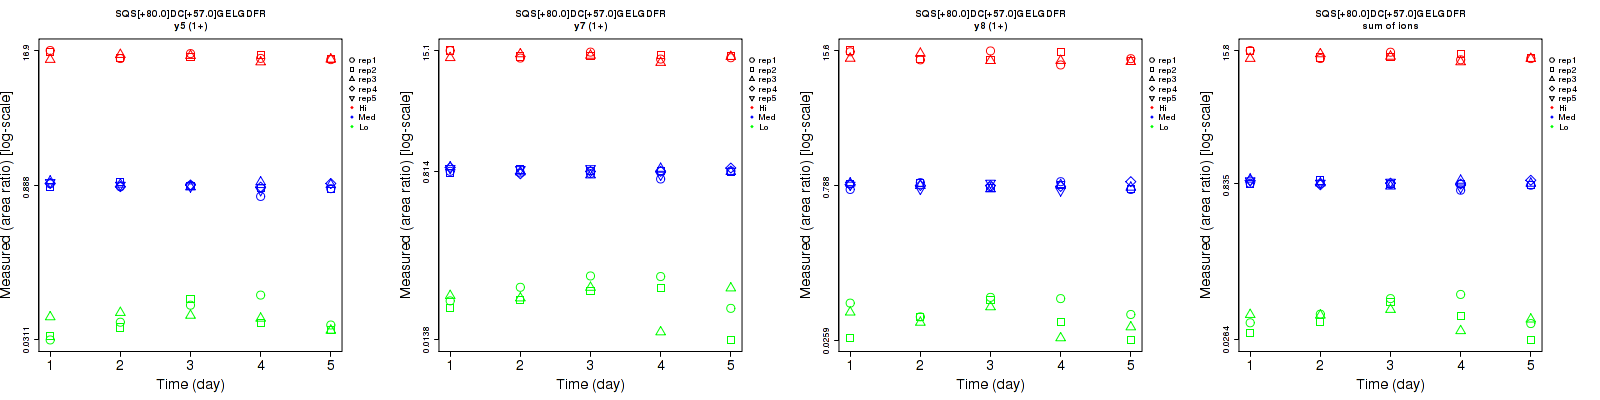 SQS[+80.0]DC[+57.0]GELGDFR
y5 (1+)
Measured (area ratio) [log-scale]
16.9
0.888
0.0311
1 2 3 4 5
Time (day)
rep1
rep2
rep3
rep4
rep5
Hi
Med
Lo
SQS[+80.0]DC[+57.0]GELGDFR
y7 (1+)
Measured (area ratio) [log-scale]
15.1
0.814
0.0138
1 2 3 4 5
Time (day)
rep1
rep2
rep3
rep4
rep5
Hi
Med
Lo
SQS[+80.0]DC[+57.0]GELGDFR
y8 (1+)
Measured (area ratio) [log-scale]
15.6
0.788
0.0259
1 2 3 4 5
Time (day)
rep1
rep2
rep3
rep4
rep5
Hi
Med
Lo
SQS[+80.0]DC[+57.0]GELGDFR
sum of ions
Measured (area ratio) [log-scale]
15.8
0.835
0.0264
1 2 3 4 5
Time (day)
rep1
rep2
rep3
rep4
rep5
Hi
Med
Lo